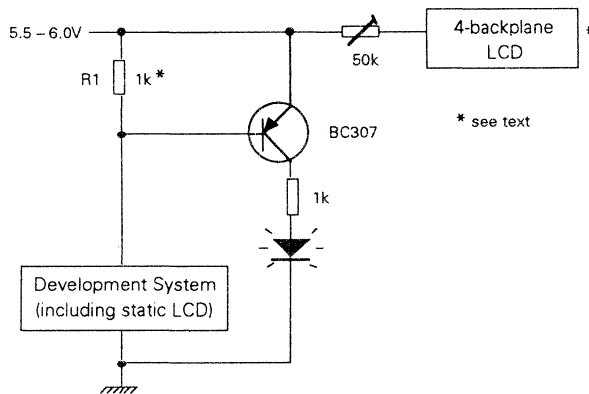 5.5 – 6.0V
4-backplane
LCD
*
50k
R1
1k *
* see text
BC307
1k
Development System
(including static LCD)